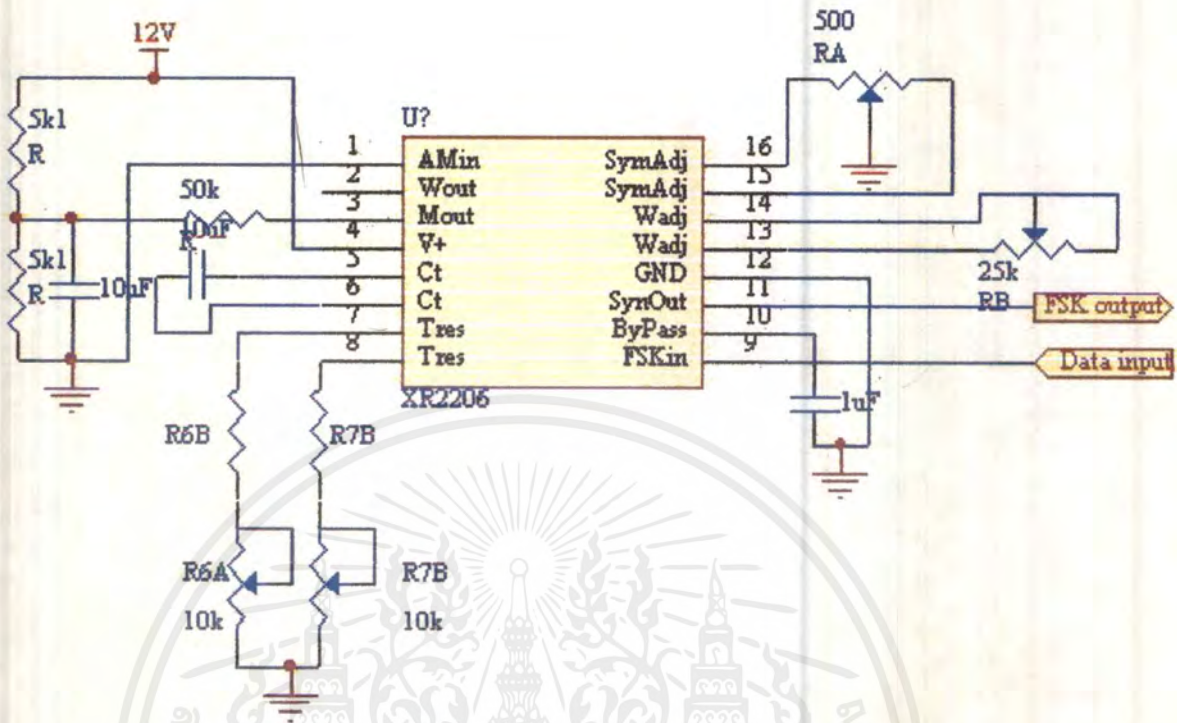 12V
500
RA
5k1
R
U?
1
2
3
4
5
6
7
8
AMin
Wout
Mout
V+
Ct
Ct
Tres
Tres
SymAdj
SymAdj
Wadj
Wadj
GND
SynOut
ByPass
FSKin
16
15
14
13
12
11
10
9
XR2206
50k
R
5k1
R
10uF
25k
RB
FSK output
Data input
1uF
R6B
R7B
R6A
10k
R7B
10k